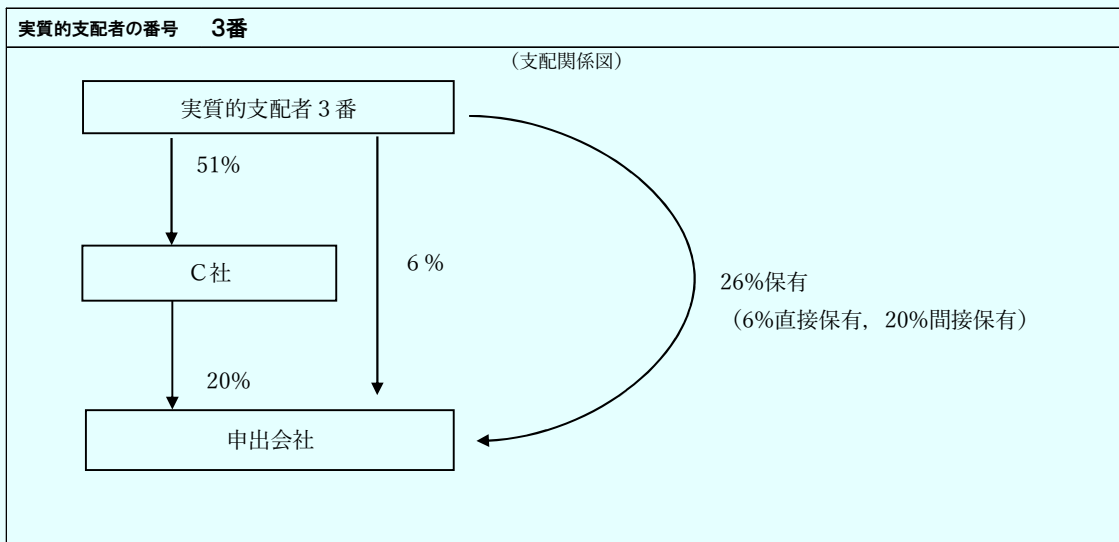 実質的支配者の番号 3番
（支配関係図）
実質的支配者３番
51%
C社
６％
26%保有
（6%直接保有，20%間接保有）
20%
申出会社